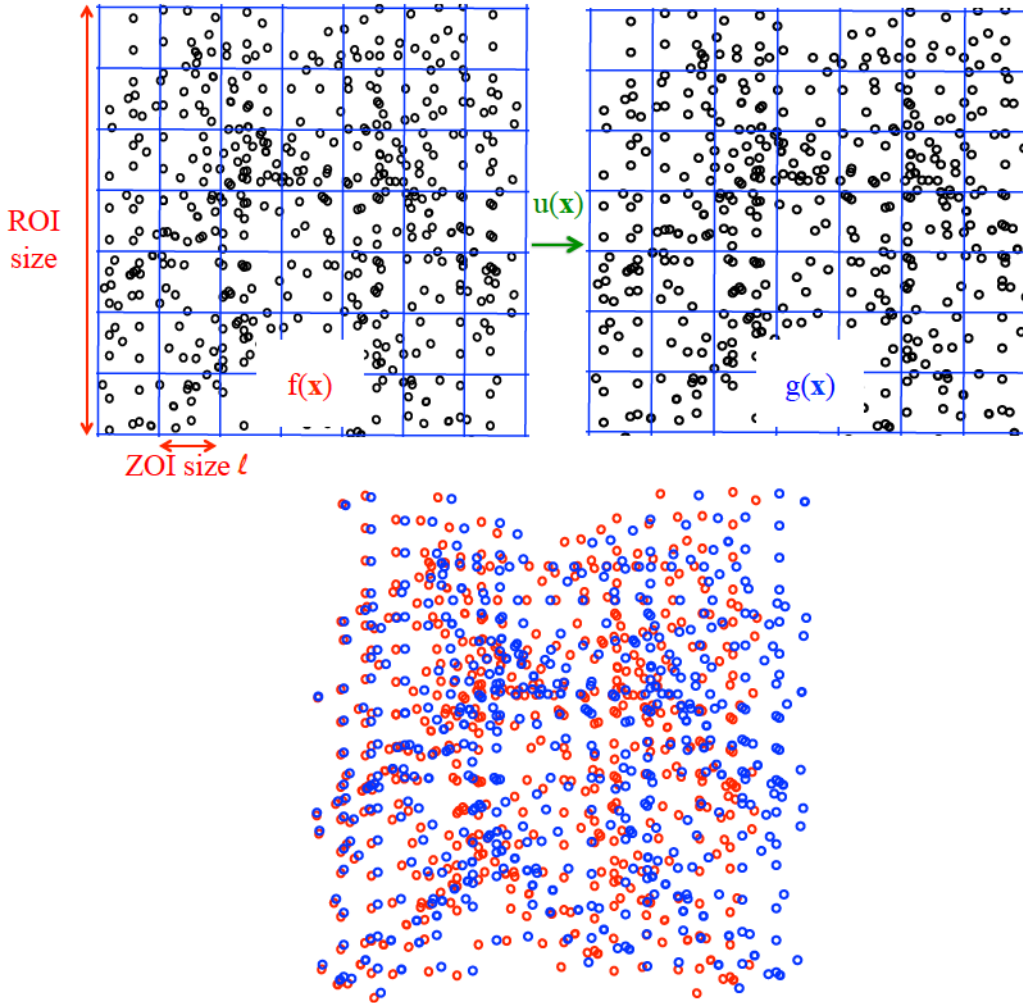 ROI
size
u(x)
f(x)
g(x)
ZOI size ℓ